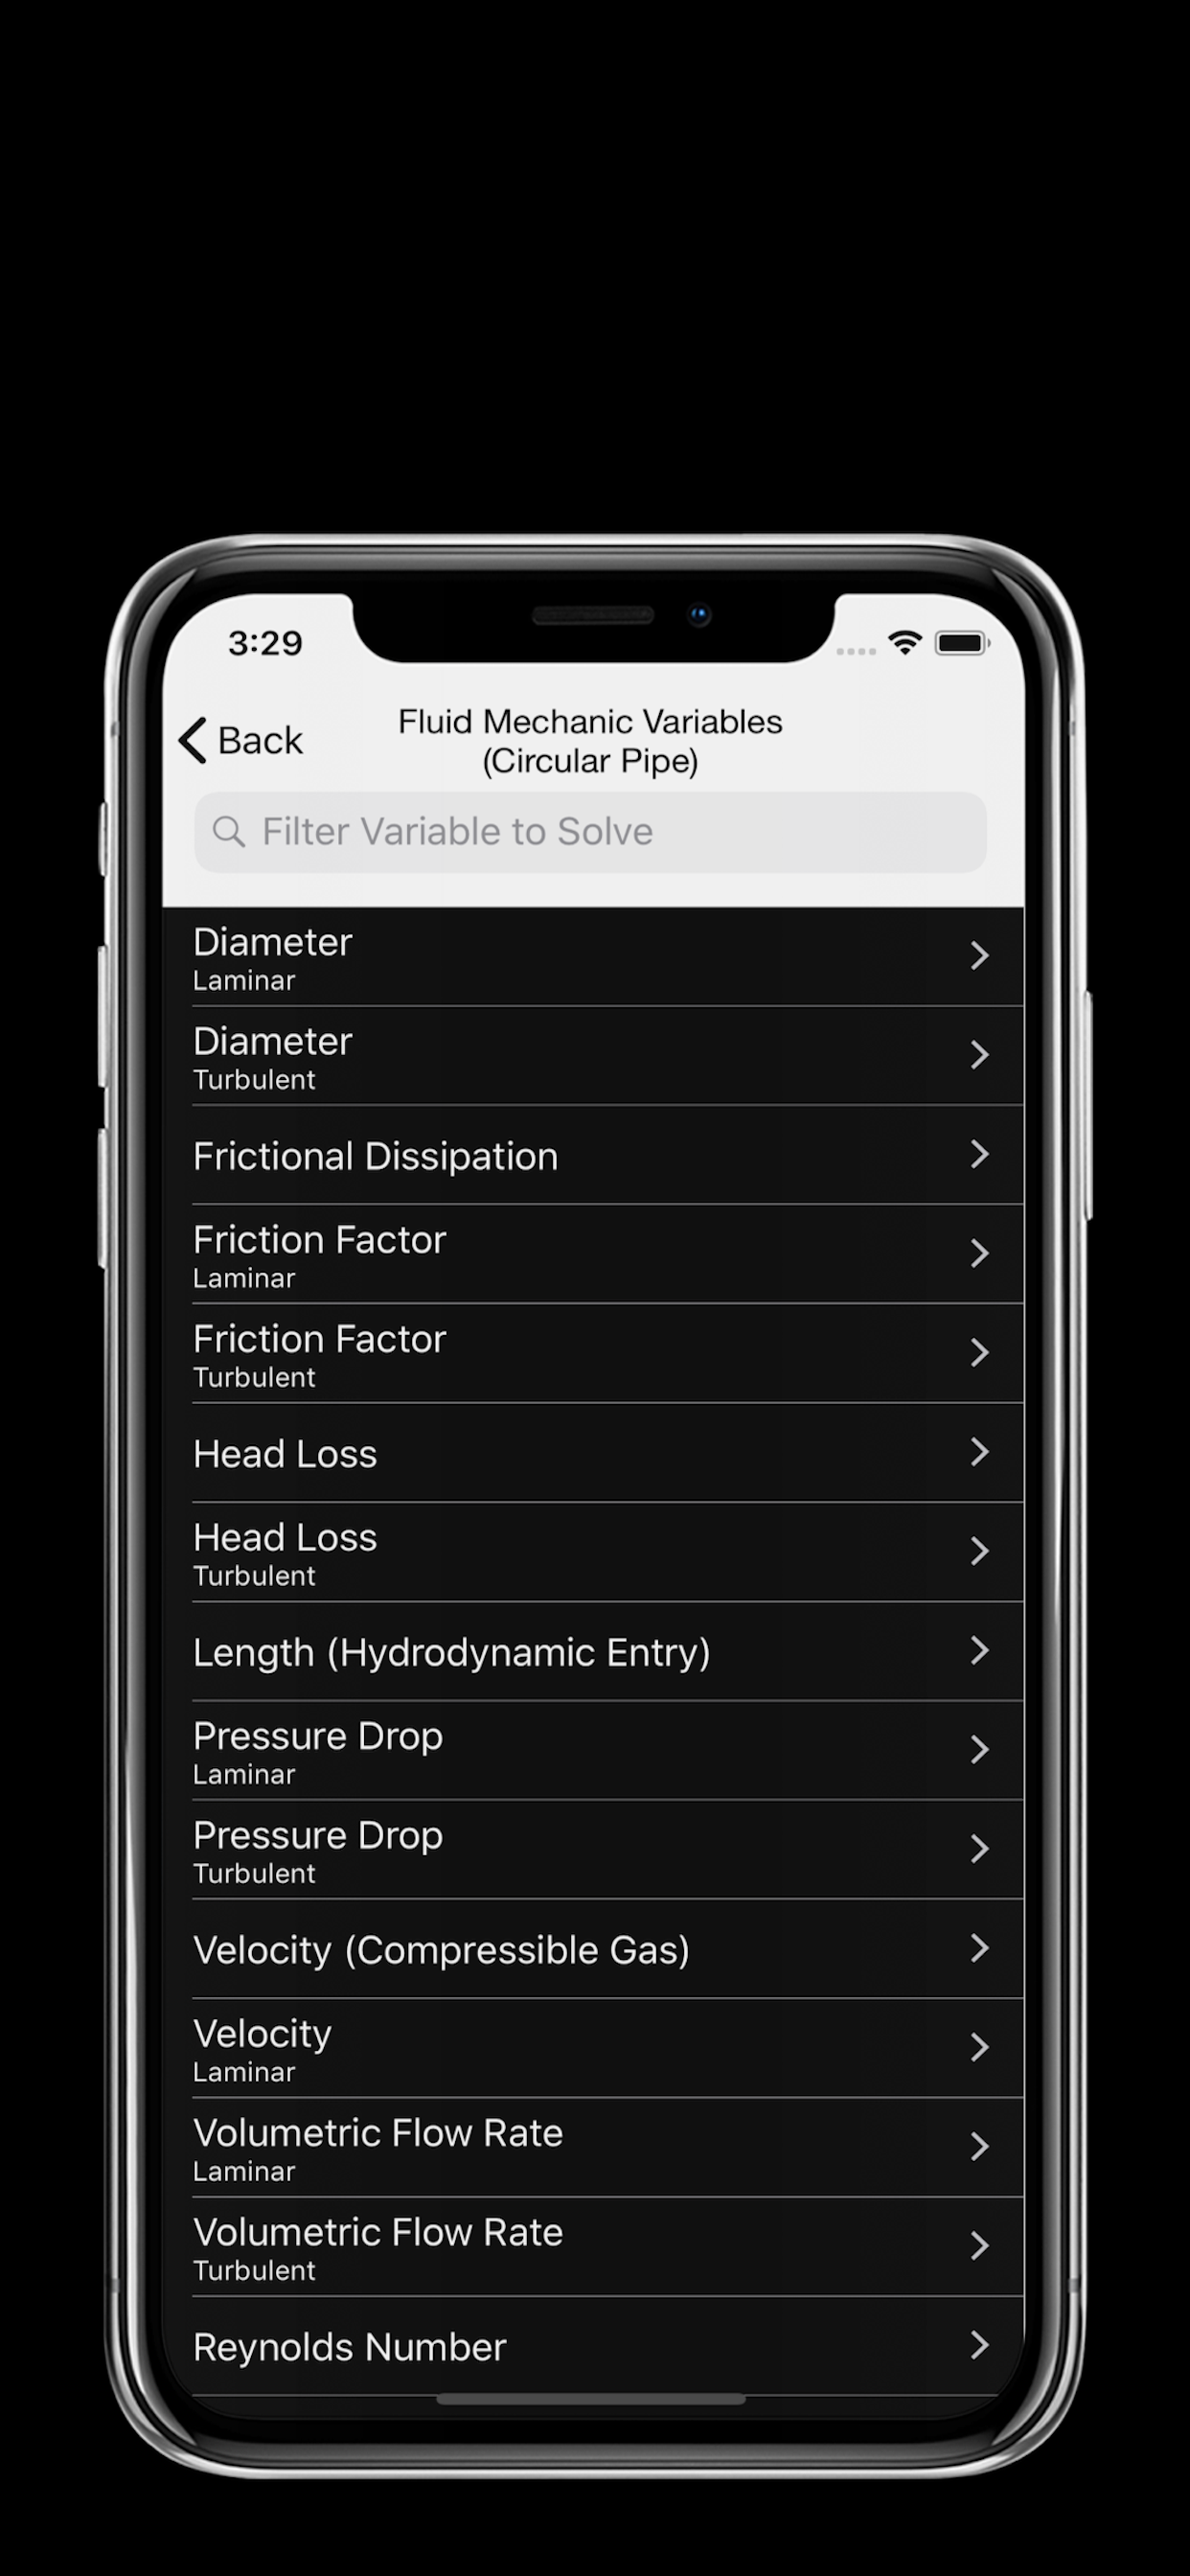 3:29
Back
Fluid Mechanic Variables
(Circular Pipe)
Filter Variable to Solve
Diameter
Laminar
Diameter
Turbulent
Frictional Dissipation
Friction Factor
Laminar
Friction Factor
Turbulent
Head Loss
Head Loss
Turbulent
Length (Hydrodynamic Entry)
Pressure Drop
Laminar
Pressure Drop
Turbulent
Velocity (Compressible Gas)
Velocity
Laminar
Volumetric Flow Rate
Laminar
Volumetric Flow Rate
Turbulent
Reynolds Number